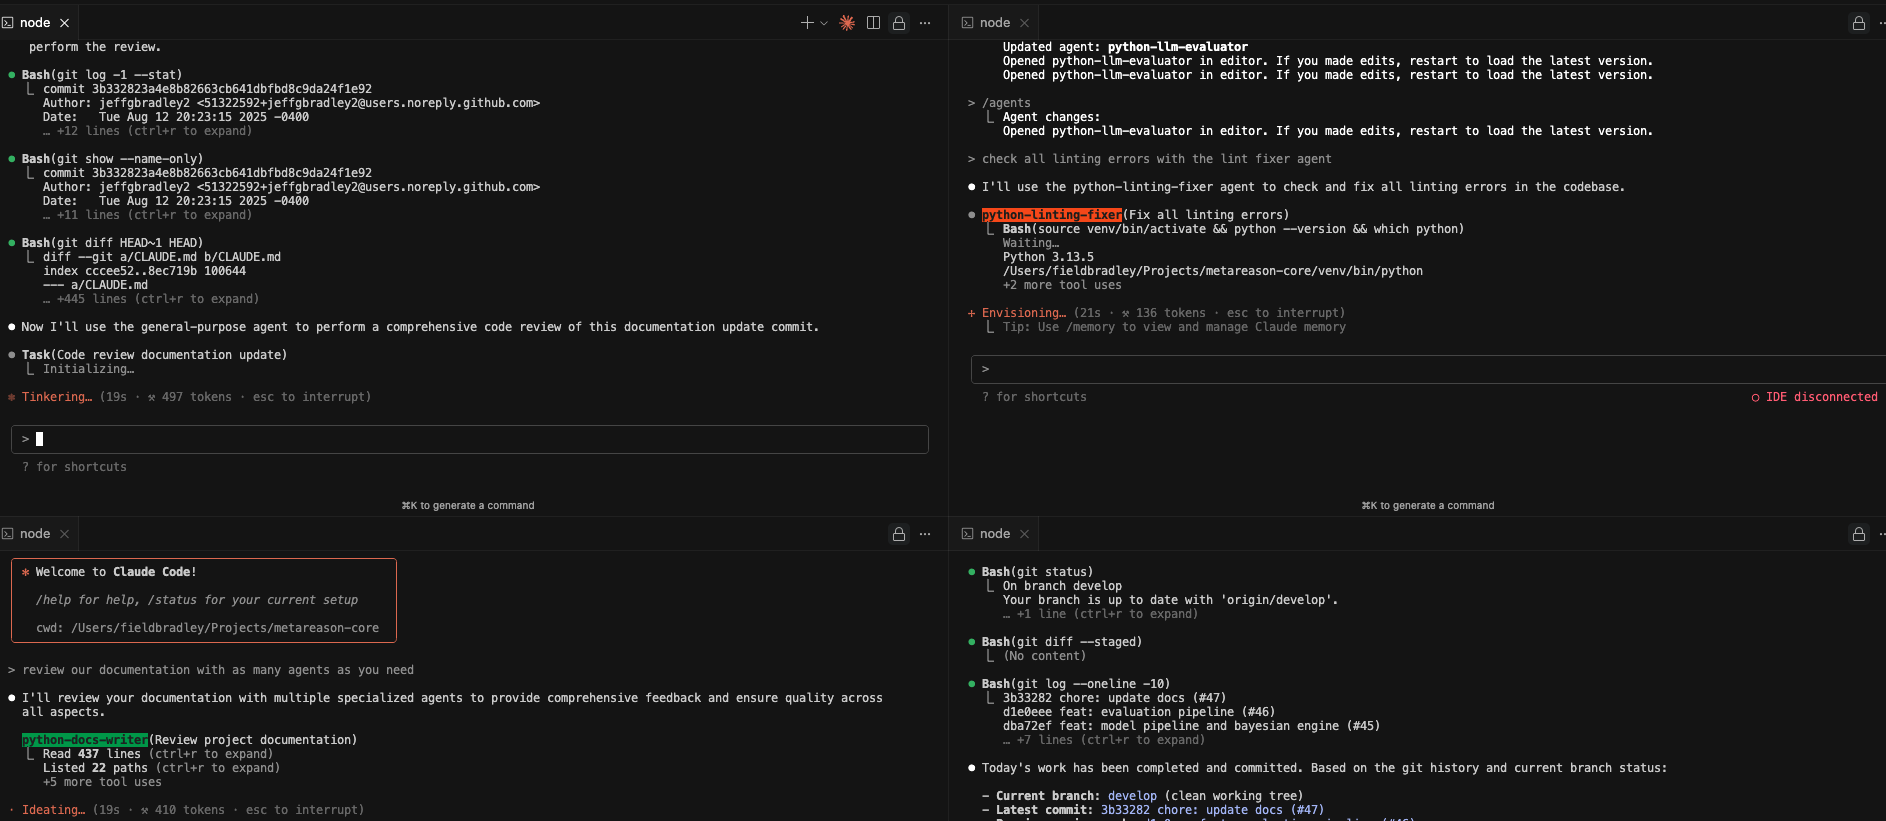 node
perform the review.
Bash(git log -1 --stat)
commit 3b332823a4e8b82663cb641dbfbd8c9da24f1e92
Author: jeffgbradley2 <51322592+jeffgbradley2@users.noreply.github.com>
Date:   Tue Aug 12 20:23:15 2025 -0400
… +12 lines (ctrl+r to expand)
Bash(git show --name-only)
commit 3b332823a4e8b82663cb641dbfbd8c9da24f1e92
Author: jeffgbradley2 <51322592+jeffgbradley2@users.noreply.github.com>
Date:   Tue Aug 12 20:23:15 2025 -0400
… +11 lines (ctrl+r to expand)
Bash(git diff HEAD~1 HEAD)
diff --git a/CLAUDE.md b/CLAUDE.md
index cccee52..8ec719b 100644
--- a/CLAUDE.md
… +445 lines (ctrl+r to expand)
Now I'll use the general-purpose agent to perform a comprehensive code review of this documentation update commit.
Task(Code review documentation update)
Initializing…
Tinkering… (19s · ⚒ 497 tokens · esc to interrupt)
>
? for shortcuts
⌘K to generate a command
node
Updated agent: python-llm-evaluator
Opened python-llm-evaluator in editor. If you made edits, restart to load the latest version.
Opened python-llm-evaluator in editor. If you made edits, restart to load the latest version.
> /agents
Agent changes:
Opened python-llm-evaluator in editor. If you made edits, restart to load the latest version.
> check all linting errors with the lint fixer agent
I'll use the python-linting-fixer agent to check and fix all linting errors in the codebase.
python-linting-fixer(Fix all linting errors)
Bash(source venv/bin/activate && python --version && which python)
Waiting…
Python 3.13.5
/Users/fieldbradley/Projects/metareason-core/venv/bin/python
+2 more tool uses
Envisioning… (21s · ⚒ 136 tokens · esc to interrupt)
Tip: Use /memory to view and manage Claude memory
>
? for shortcuts
IDE disconnected
⌘K to generate a command
node
Welcome to Claude Code!
/help for help, /status for your current setup
cwd: /Users/fieldbradley/Projects/metareason-core
> review our documentation with as many agents as you need
I'll review your documentation with multiple specialized agents to provide comprehensive feedback and ensure quality across
all aspects.
python-docs-writer(Review project documentation)
Read 437 lines (ctrl+r to expand)
Listed 22 paths (ctrl+r to expand)
+5 more tool uses
· Ideating… (19s · ⚒ 410 tokens · esc to interrupt)
node
Bash(git status)
On branch develop
Your branch is up to date with 'origin/develop'.
… +1 line (ctrl+r to expand)
Bash(git diff --staged)
(No content)
Bash(git log --oneline -10)
3b33282 chore: update docs (#47)
d1e0eee feat: evaluation pipeline (#46)
dba72ef feat: model pipeline and bayesian engine (#45)
… +7 lines (ctrl+r to expand)
Today's work has been completed and committed. Based on the git history and current branch status:
- Current branch: develop (clean working tree)
- Latest commit: 3b33282 chore: update docs (#47)